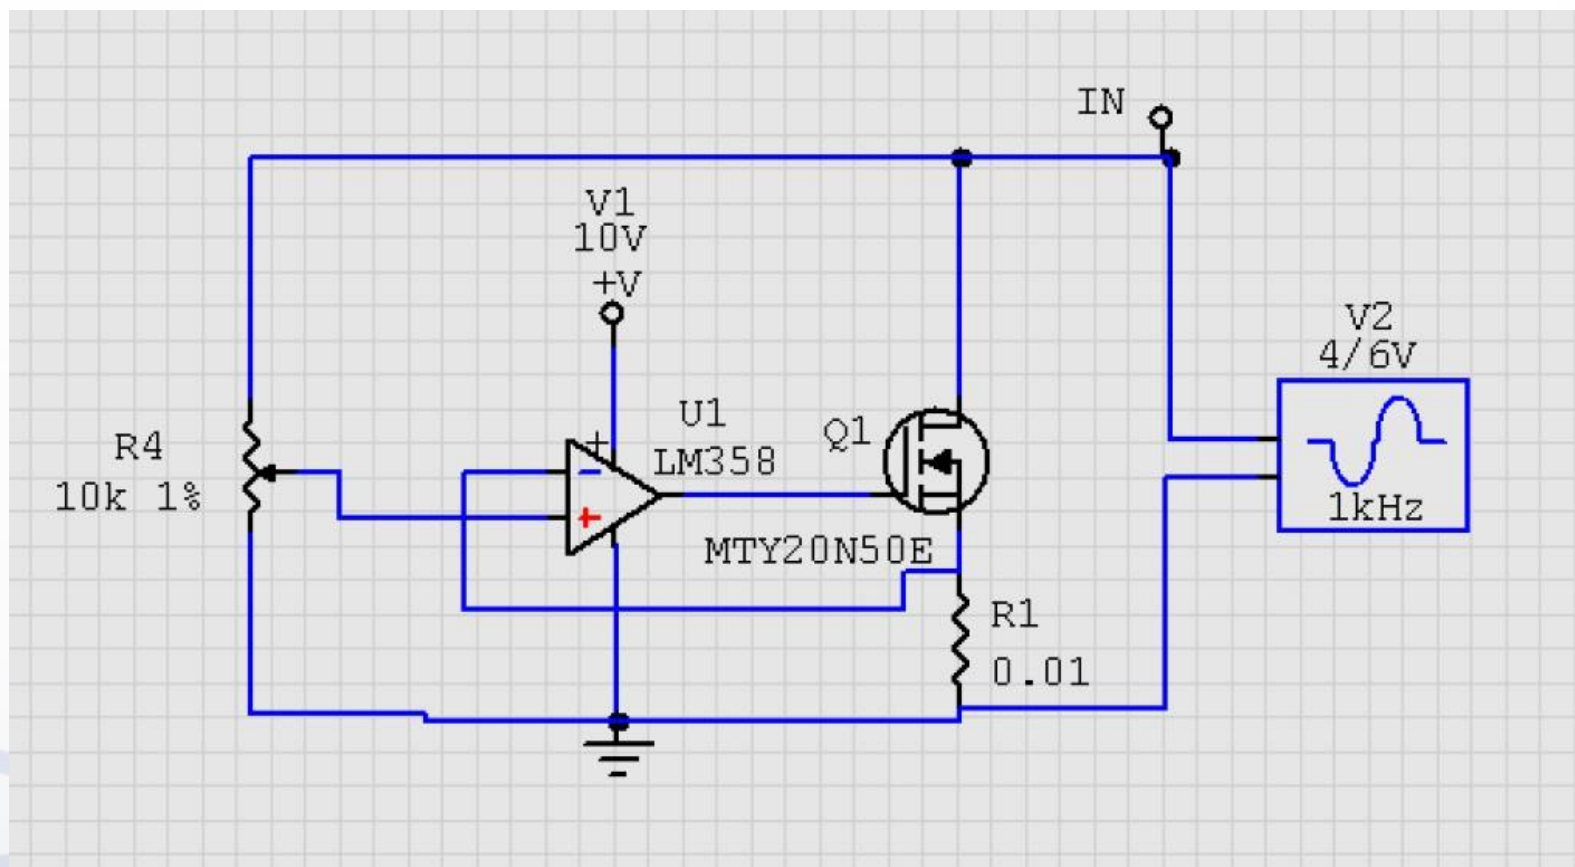 IN
V1
10V
+V
V2
4/6V
U1
LM358
Q1
R4
10k 1%
+
−
+
1kHz
MTY20N50E
R1
0.01